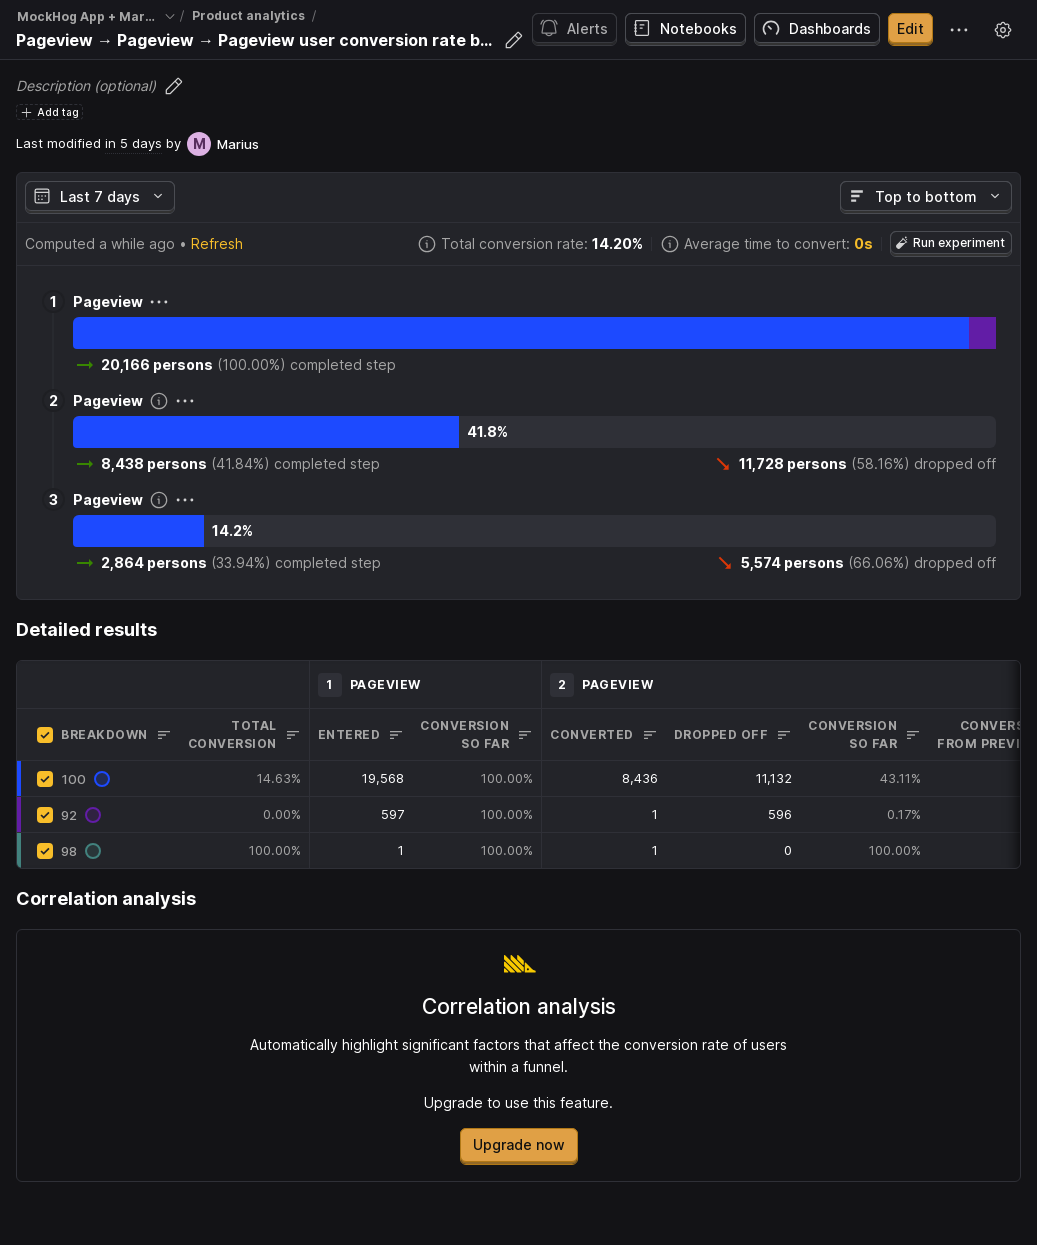 MockHog App + Mar... / Product analytics /
Pageview → Pageview → Pageview user conversion rate b...
Alerts
Notebooks
Dashboards
Edit
Description (optional)
Add tag
Last modified in 5 days by M Marius
Last 7 days
Top to bottom
Computed a while ago • Refresh
Total conversion rate: 14.20%
Average time to convert: 0s
Run experiment
1 Pageview
20,166 persons (100.00%) completed step
2 Pageview
41.8%
8,438 persons (41.84%) completed step
11,728 persons (58.16%) dropped off
3 Pageview
14.2%
2,864 persons (33.94%) completed step
5,574 persons (66.06%) dropped off
Detailed results
1 PAGEVIEW
2 PAGEVIEW
BREAKDOWN
TOTAL
CONVERSION
ENTERED
CONVERSION
SO FAR
CONVERTED
DROPPED OFF
CONVERSION
SO FAR
CONVERS
FROM PREVI
100 14.63% 19,568 100.00% 8,436 11,132 43.11%
92 0.00% 597 100.00% 1 596 0.17%
98 100.00% 1 100.00% 1 0 100.00%
Correlation analysis
Correlation analysis
Automatically highlight significant factors that affect the conversion rate of users
within a funnel.
Upgrade to use this feature.
Upgrade now